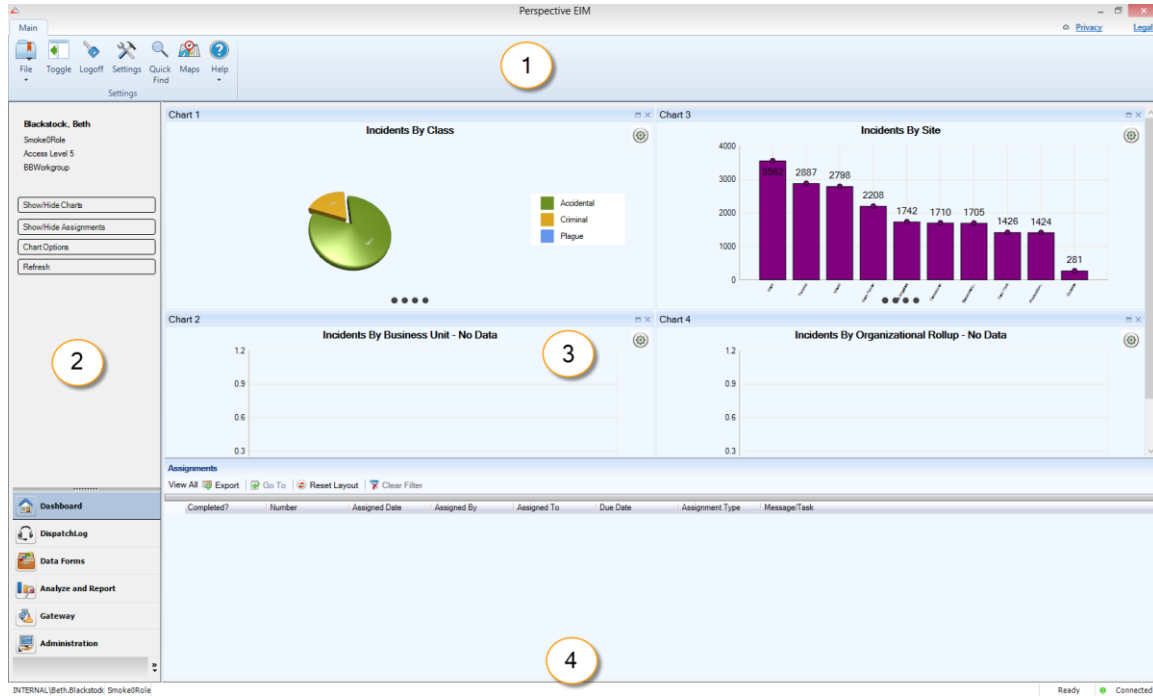 Perspective EIM
Main
Privacy Legal
File Toggle Logoff Settings Quick Find Maps Help
Settings
1
Blackstock, Beth
Smoke0Role
Access Level 5
BBWorkgroup
Show/Hide Charts
Show/Hide Assignments
Chart Options
Refresh
2
Dashboard
DispatchLog
Data Forms
Analyze and Report
Gateway
Administration
Chart 1
Incidents By Class
Accidental
Criminal
Plague
Chart 3
Incidents By Site
4000
3000
2000
1000
0
3562 2887 2798 2208 1742 1710 1705 1426 1424 281
Chart 2
Incidents By Business Unit - No Data
1.2
0.9
0.6
0.3
3
Chart 4
Incidents By Organizational Rollup - No Data
1.2
0.9
0.6
0.3
Assignments
View All Export Go To Reset Layout Clear Filter
Completed? Number Assigned Date Assigned By Assigned To Due Date Assignment Type Message/Task
4
INTERNAL\Beth.Blackstock Smoke0Role Ready Connected